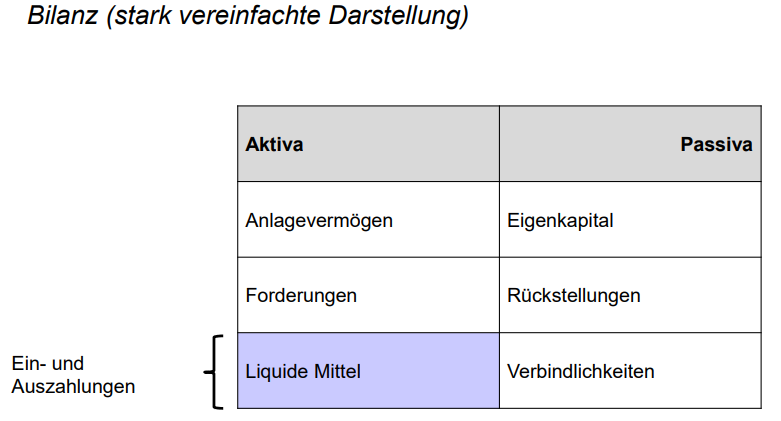 Bilanz (stark vereinfachte Darstellung)
Aktiva Passiva
Anlagevermögen Eigenkapital
Forderungen Rückstellungen
Ein- und
Auszahlungen
Liquide Mittel Verbindlichkeiten